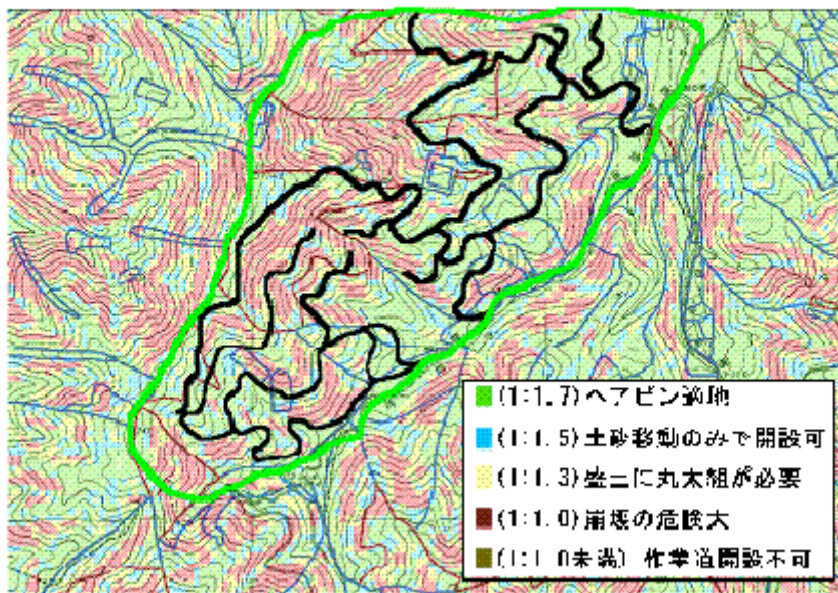 (1:1.7)ヘアピン適地
(1:1.5)土砂移動のみで開設可
(1:1.3)盛土に丸太組が必要
(1:1.0)崩壊の危険大
(1:1.0未満) 作業道開設不可